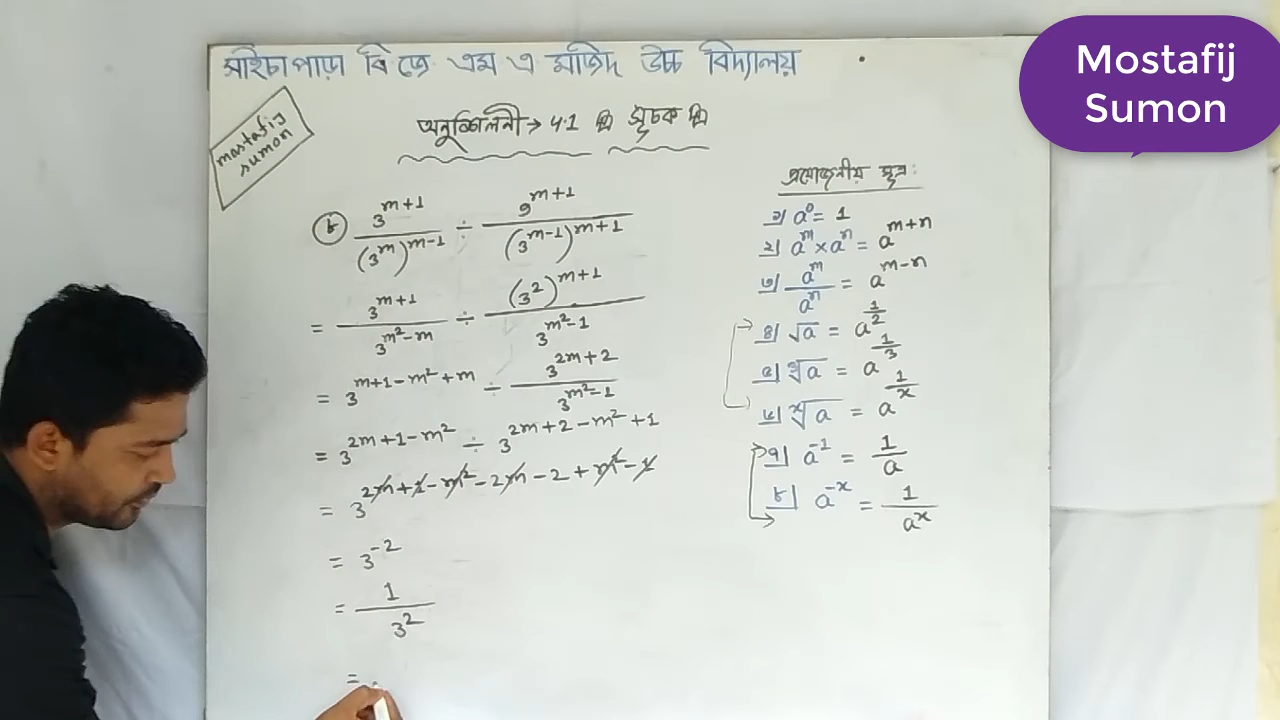 Mostafij
Sumon
সাইচাপাড়া বি জে এম এ মজিদ উচ্চ বিদ্যালয়
mostafij
sumon
অনুশিলনী→ ৭.1 সূচক
৮ 3^{m+1}/(3^m)^{m-1} ÷ 9^{m+1}/(3^{m-1})^{m+1}
= 3^{m+1}/3^{m²-m} ÷ (3²)^{m+1}/3^{m²-1}
= 3^{m+1-m²+m} ÷ 3^{2m+2}/3^{m²-1}
= 3^{2m+1-m²} ÷ 3^{2m+2-m²+1}
= 3^{2m+1-m²-2m-2+m²-1}
= 3^{-2}
= 1/3²
=
প্রয়োজনীয় সূত্র:
১) a⁰ = 1
২) a^m × a^n = a^{m+n}
৩) a^m/a^n = a^{m-n}
৪) √a = a^{1/2}
৫) ∛a = a^{1/3}
৬) ˣ√a = a^{1/x}
৭) a^{-1} = 1/a
৮) a^{-x} = 1/a^x